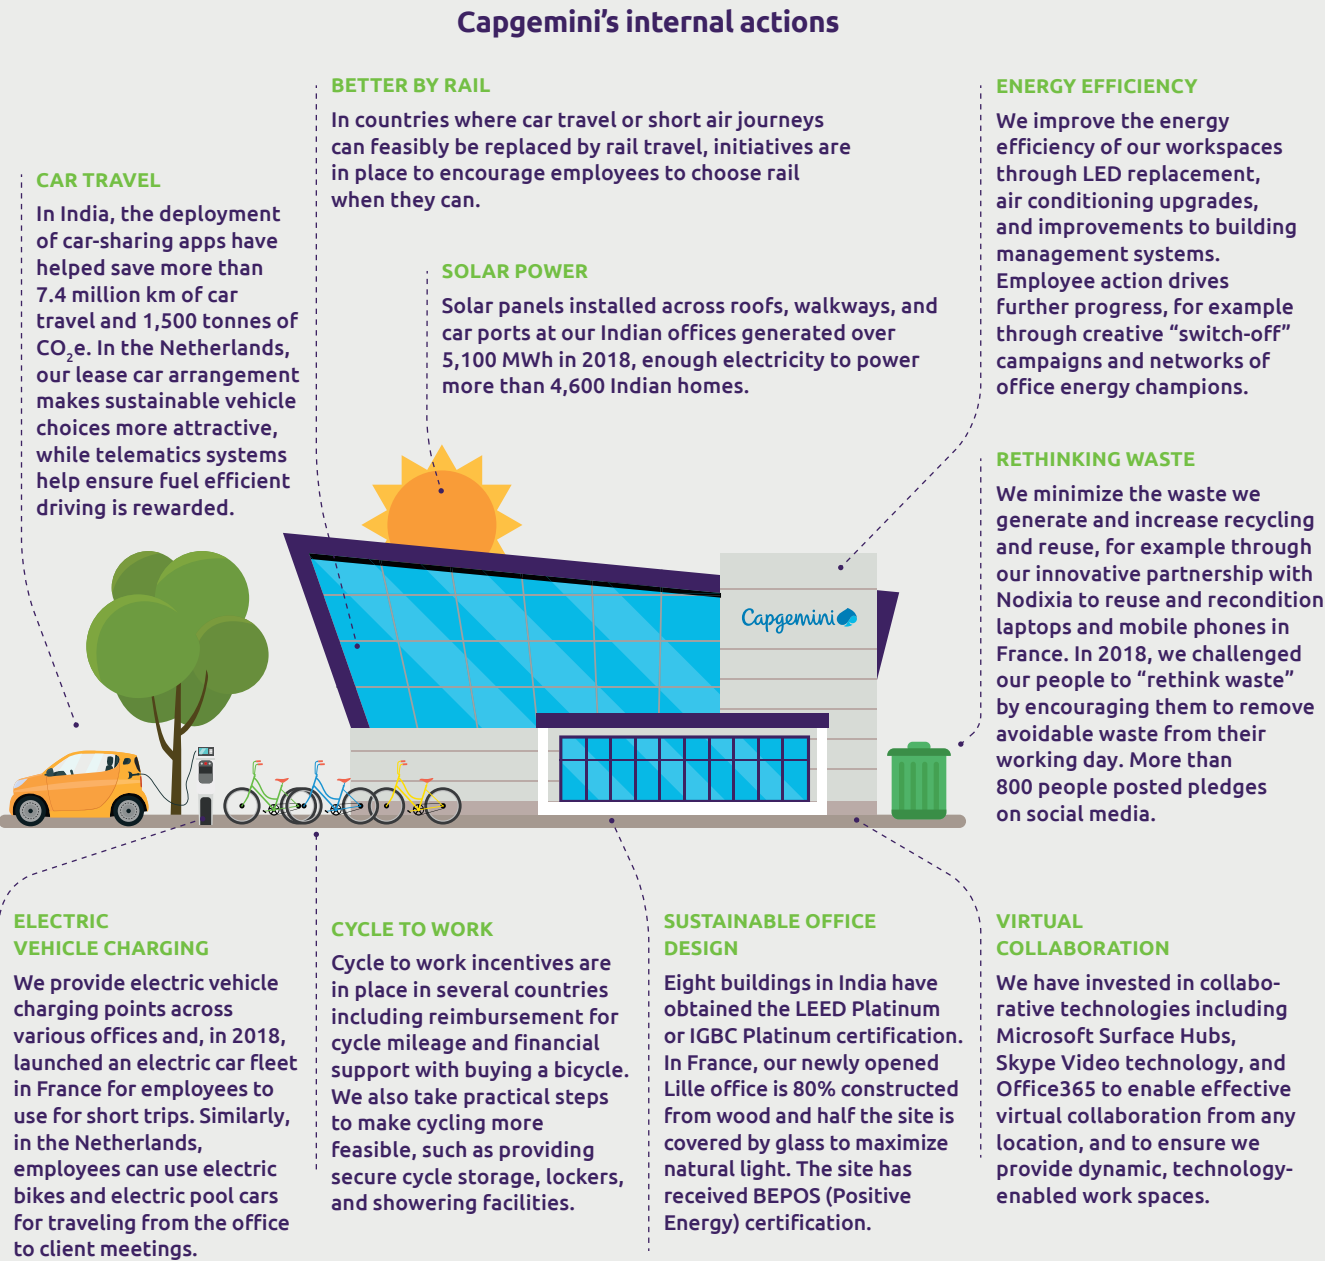 Capgemini's internal actions
BETTER BY RAIL
In countries where car travel or short air journeys
can feasibly be replaced by rail travel, initiatives are
in place to encourage employees to choose rail
when they can.
ENERGY EFFICIENCY
We improve the energy
efficiency of our workspaces
through LED replacement,
air conditioning upgrades,
and improvements to building
management systems.
Employee action drives
further progress, for example
through creative “switch-off”
campaigns and networks of
office energy champions.
CAR TRAVEL
In India, the deployment
of car-sharing apps have
helped save more than
7.4 million km of car
travel and 1,500 tonnes of
CO₂e. In the Netherlands,
our lease car arrangement
makes sustainable vehicle
choices more attractive,
while telematics systems
help ensure fuel efficient
driving is rewarded.
SOLAR POWER
Solar panels installed across roofs, walkways, and
car ports at our Indian offices generated over
5,100 MWh in 2018, enough electricity to power
more than 4,600 Indian homes.
RETHINKING WASTE
We minimize the waste we
generate and increase recycling
and reuse, for example through
our innovative partnership with
Nodixia to reuse and recondition
laptops and mobile phones in
France. In 2018, we challenged
our people to “rethink waste”
by encouraging them to remove
avoidable waste from their
working day. More than
800 people posted pledges
on social media.
Capgemini
ELECTRIC
VEHICLE CHARGING
We provide electric vehicle
charging points across
various offices and, in 2018,
launched an electric car fleet
in France for employees to
use for short trips. Similarly,
in the Netherlands,
employees can use electric
bikes and electric pool cars
for traveling from the office
to client meetings.
CYCLE TO WORK
Cycle to work incentives are
in place in several countries
including reimbursement for
cycle mileage and financial
support with buying a bicycle.
We also take practical steps
to make cycling more
feasible, such as providing
secure cycle storage, lockers,
and showering facilities.
SUSTAINABLE OFFICE
DESIGN
Eight buildings in India have
obtained the LEED Platinum
or IGBC Platinum certification.
In France, our newly opened
Lille office is 80% constructed
from wood and half the site is
covered by glass to maximize
natural light. The site has
received BEPOS (Positive
Energy) certification.
VIRTUAL
COLLABORATION
We have invested in collabo-
rative technologies including
Microsoft Surface Hubs,
Skype Video technology, and
Office365 to enable effective
virtual collaboration from any
location, and to ensure we
provide dynamic, technology-
enabled work spaces.